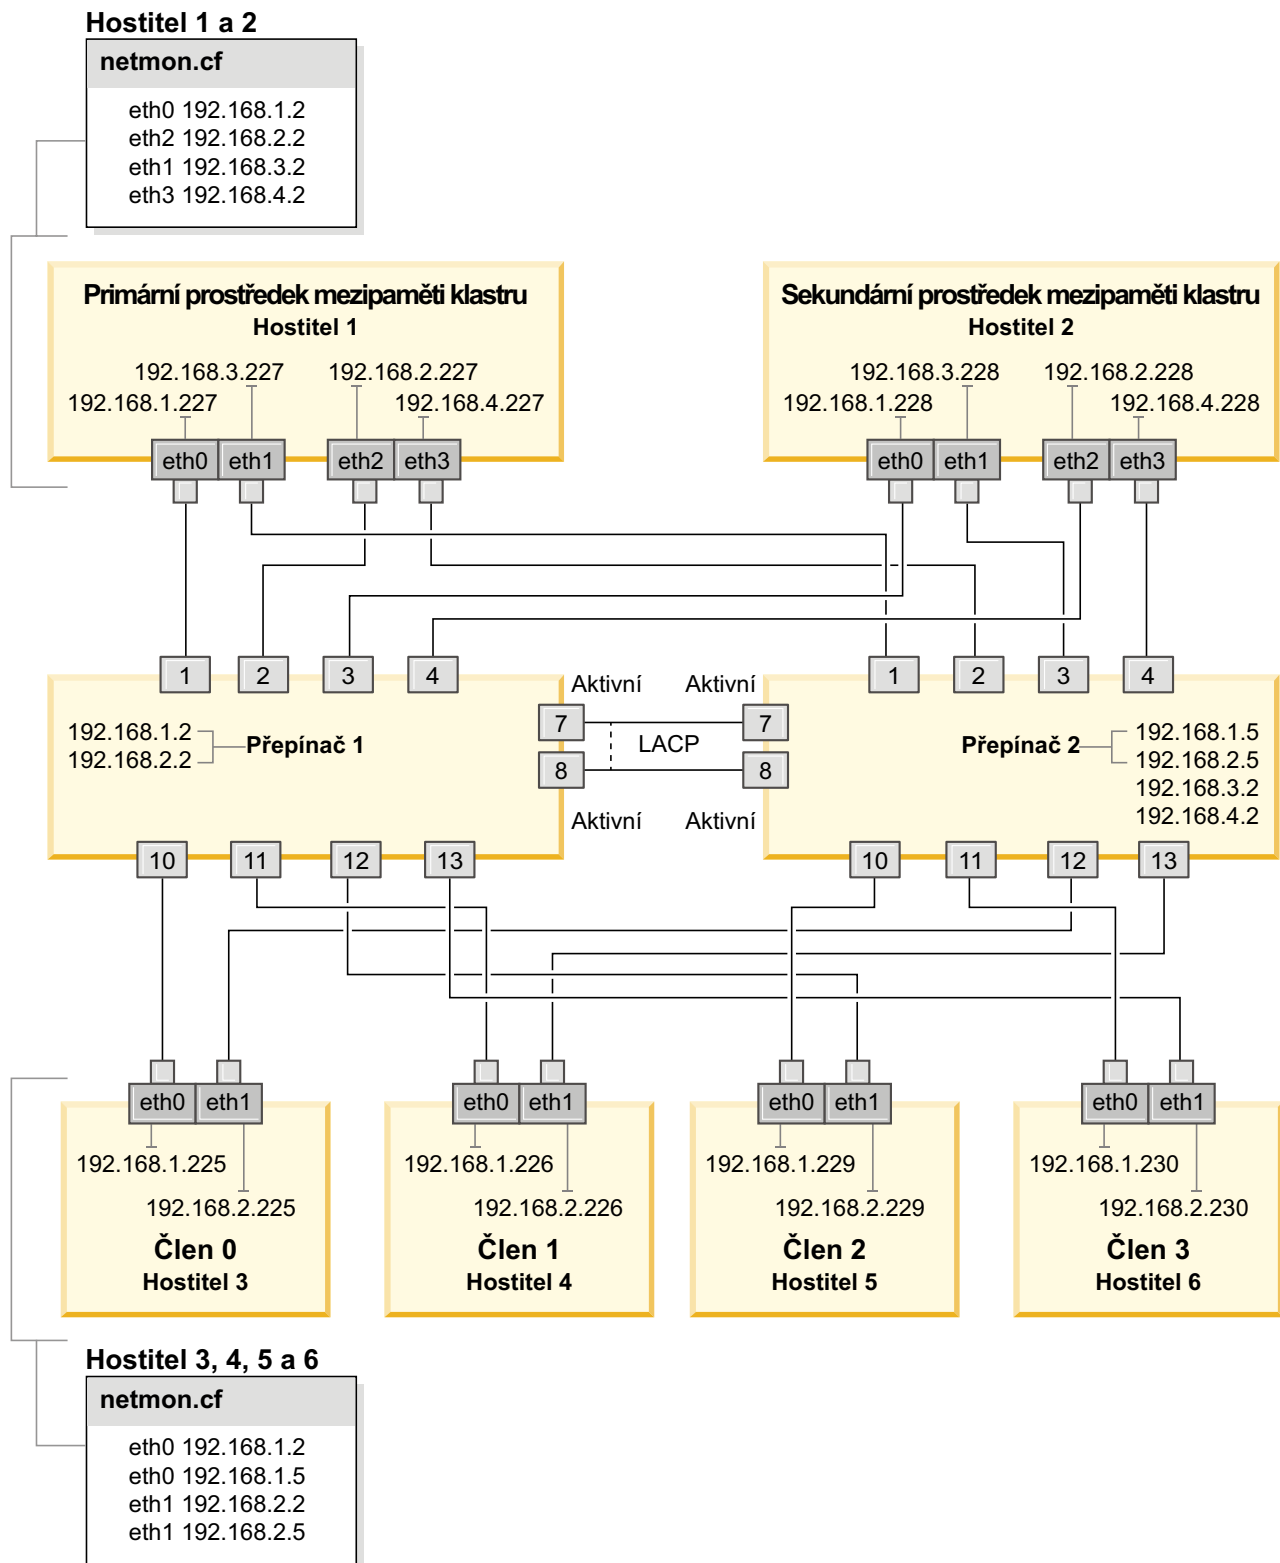 Hostitel 1 a 2
netmon.cf
eth0 192.168.1.2
eth2 192.168.2.2
eth1 192.168.3.2
eth3 192.168.4.2
Primární prostředek mezipaměti klastru
Hostitel 1
192.168.3.227 192.168.2.227
192.168.1.227 192.168.4.227
eth0 eth1 eth2 eth3
Sekundární prostředek mezipaměti klastru
Hostitel 2
192.168.3.228 192.168.2.228
192.168.1.228 192.168.4.228
eth0 eth1 eth2 eth3
1 2 3 4
1 2 3 4
Aktivní Aktivní
192.168.1.2
192.168.2.2
Přepínač 1
7 7
LACP
8 8
Přepínač 2
192.168.1.5
192.168.2.5
192.168.3.2
192.168.4.2
Aktivní Aktivní
10 11 12 13
10 11 12 13
eth0 eth1
192.168.1.225
192.168.2.225
Člen 0
Hostitel 3
eth0 eth1
192.168.1.226
192.168.2.226
Člen 1
Hostitel 4
eth0 eth1
192.168.1.229
192.168.2.229
Člen 2
Hostitel 5
eth0 eth1
192.168.1.230
192.168.2.230
Člen 3
Hostitel 6
Hostitel 3, 4, 5 a 6
netmon.cf
eth0 192.168.1.2
eth0 192.168.1.5
eth1 192.168.2.2
eth1 192.168.2.5